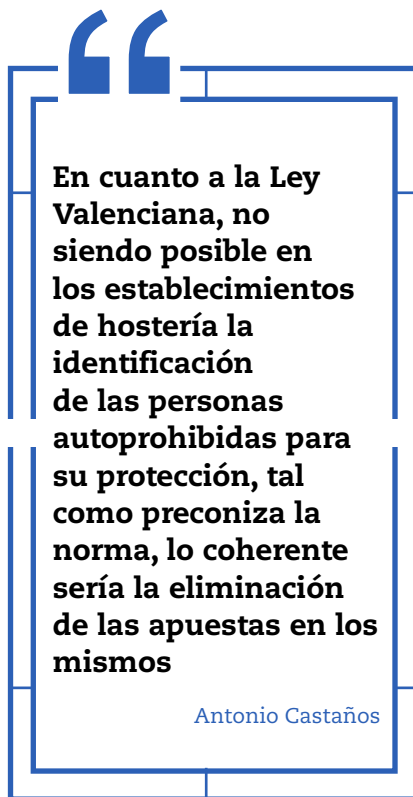 En cuanto a la Ley
Valenciana, no
siendo posible en
los establecimientos
de hostería la
identificación
de las personas
autoprohibidas para
su protección, tal
como preconiza la
norma, lo coherente
sería la eliminación
de las apuestas en los
mismos
Antonio Castaños